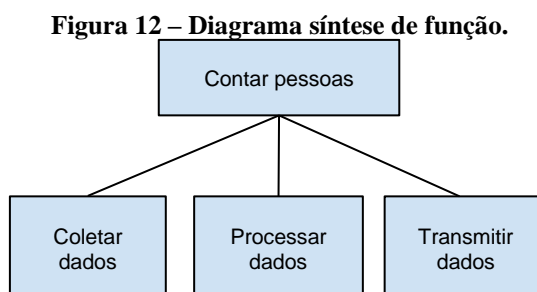 Figura 12 – Diagrama síntese de função.
Contar pessoas
Coletar
dados
Processar
dados
Transmitir
dados